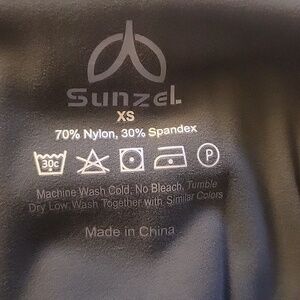 Sunzel
XS
70% Nylon, 30% Spandex
30c P
Machine Wash Cold, No Bleach, Tumble
Dry Low, Wash Together with Similar Colors
Made in China